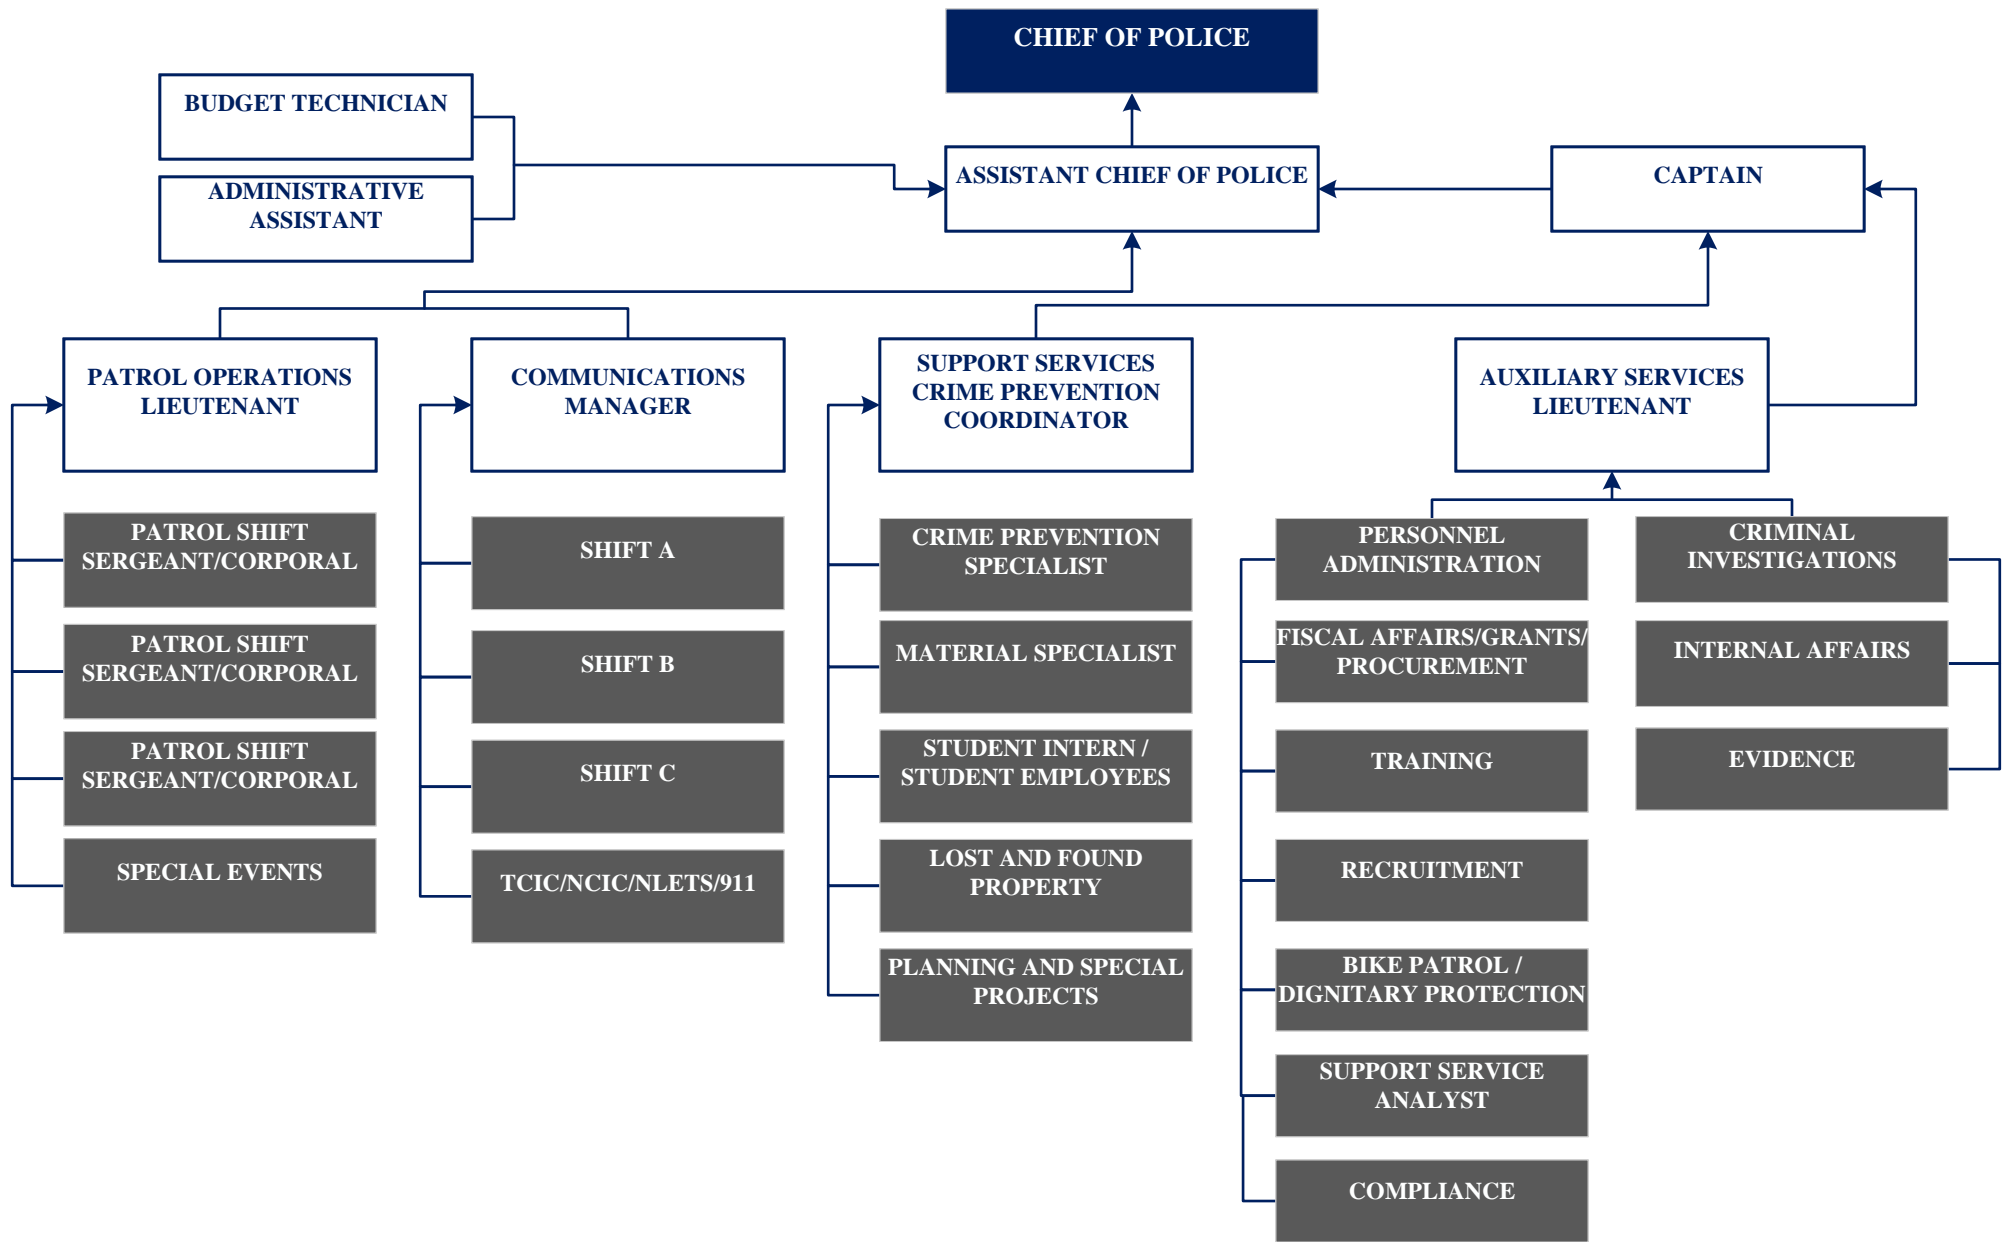 CHIEF OF POLICE
BUDGET TECHNICIAN
ADMINISTRATIVE
ASSISTANT
ASSISTANT CHIEF OF POLICE
CAPTAIN
PATROL OPERATIONS
LIEUTENANT
COMMUNICATIONS
MANAGER
SUPPORT SERVICES
CRIME PREVENTION
COORDINATOR
AUXILIARY SERVICES
LIEUTENANT
PATROL SHIFT
SERGEANT/CORPORAL
PATROL SHIFT
SERGEANT/CORPORAL
PATROL SHIFT
SERGEANT/CORPORAL
SPECIAL EVENTS
SHIFT A
SHIFT B
SHIFT C
TCIC/NCIC/NLETS/911
CRIME PREVENTION
SPECIALIST
MATERIAL SPECIALIST
STUDENT INTERN /
STUDENT EMPLOYEES
LOST AND FOUND
PROPERTY
PLANNING AND SPECIAL
PROJECTS
PERSONNEL
ADMINISTRATION
FISCAL AFFAIRS/GRANTS/
PROCUREMENT
TRAINING
RECRUITMENT
BIKE PATROL /
DIGNITARY PROTECTION
SUPPORT SERVICE
ANALYST
COMPLIANCE
CRIMINAL
INVESTIGATIONS
INTERNAL AFFAIRS
EVIDENCE